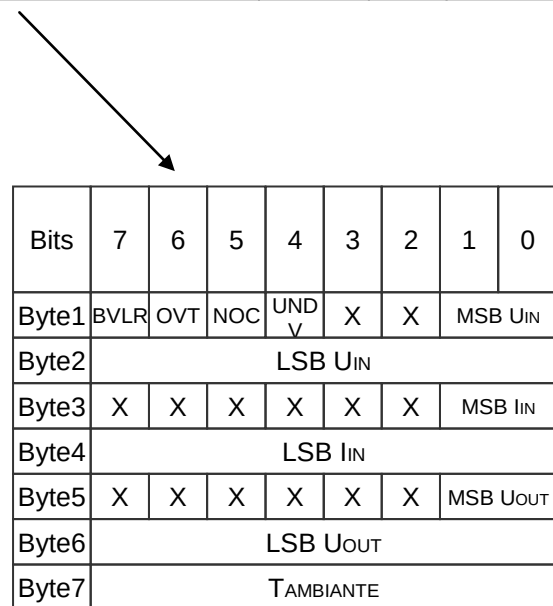 Bits 7 6 5 4 3 2 1 0
Byte1 BVLR OVT NOC UNDV X X MSB UIN
Byte2 LSB UIN
Byte3 X X X X X X MSB IIN
Byte4 LSB IIN
Byte5 X X X X X X MSB UOUT
Byte6 LSB UOUT
Byte7 TAMBIANTE